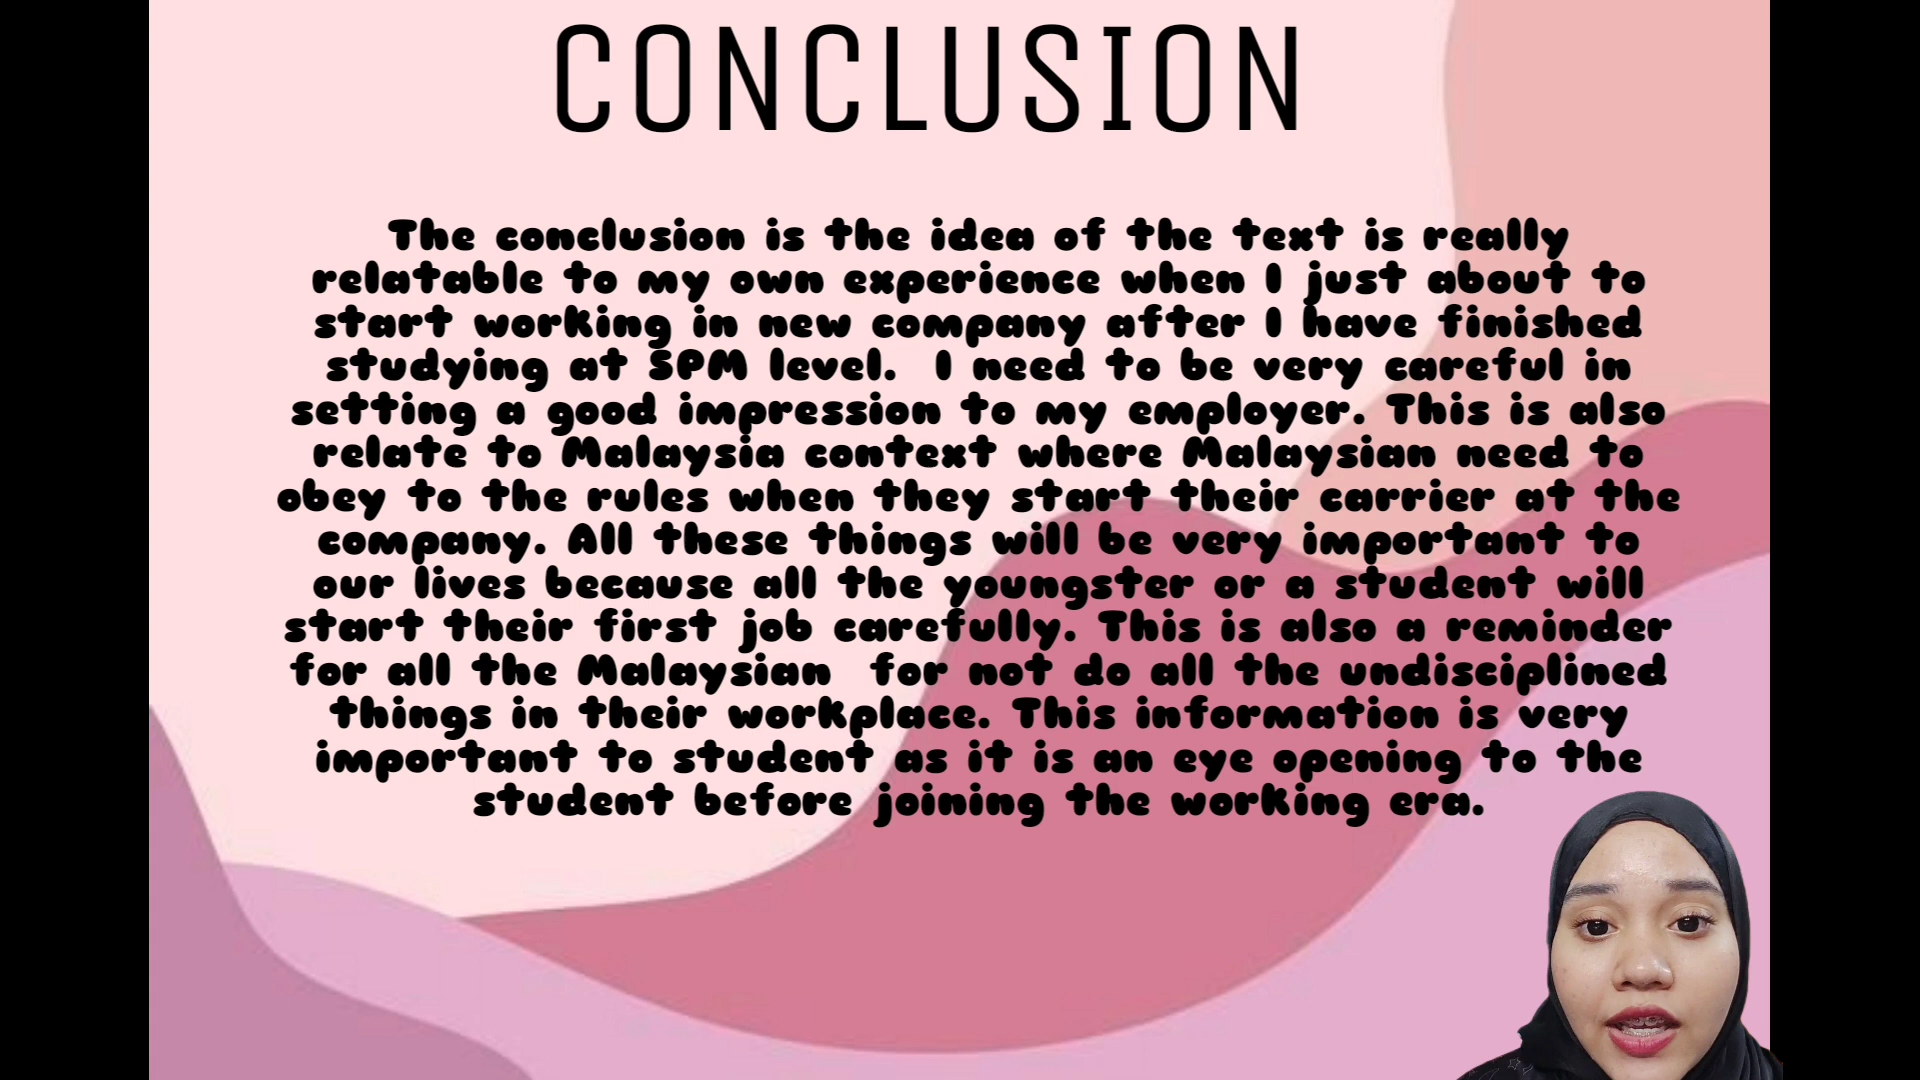 CONCLUSION
The conclusion is the idea of the text is really
relatable to my own experience when I just about to
start working in new company after I have finished
studying at SPM level.  I need to be very careful in
setting a good impression to my employer. This is also
relate to Malaysia context where Malaysian need to
obey to the rules when they start their carrier at the
company. All these things will be very important to
our lives because all the youngster or a student will
start their first job carefully. This is also a reminder
for all the Malaysian  for not do all the undisciplined
things in their workplace. This information is very
important to student as it is an eye opening to the
student before joining the working era.